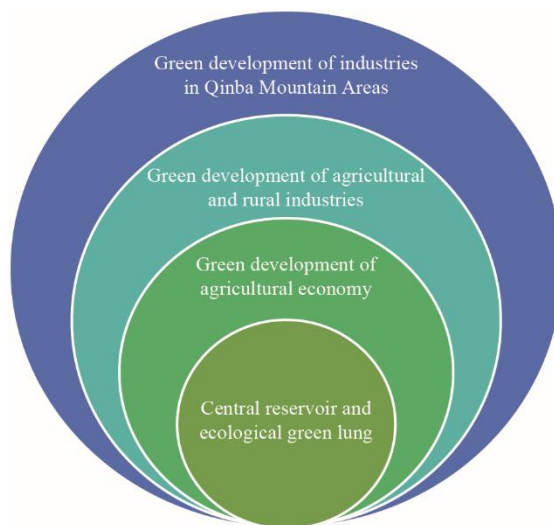 Green development of industries
in Qinba Mountain Areas
Green development of agricultural
and rural industries
Green development of
agricultural economy
Central reservoir and
ecological green lung